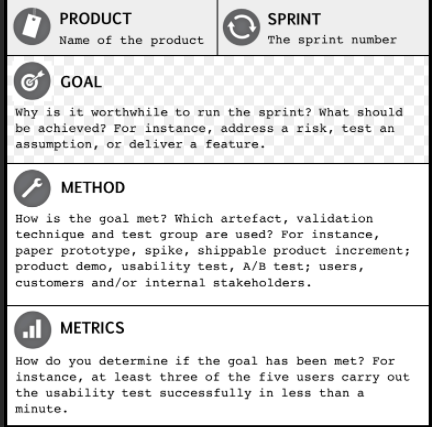 PRODUCT
Name of the product
SPRINT
The sprint number
GOAL
Why is it worthwhile to run the sprint? What should
be achieved? For instance, address a risk, test an
assumption, or deliver a feature.
METHOD
How is the goal met? Which artefact, validation
technique and test group are used? For instance,
paper prototype, spike, shippable product increment;
product demo, usability test, A/B test; users,
customers and/or internal stakeholders.
METRICS
How do you determine if the goal has been met? For
instance, at least three of the five users carry out
the usability test successfully in less than a
minute.